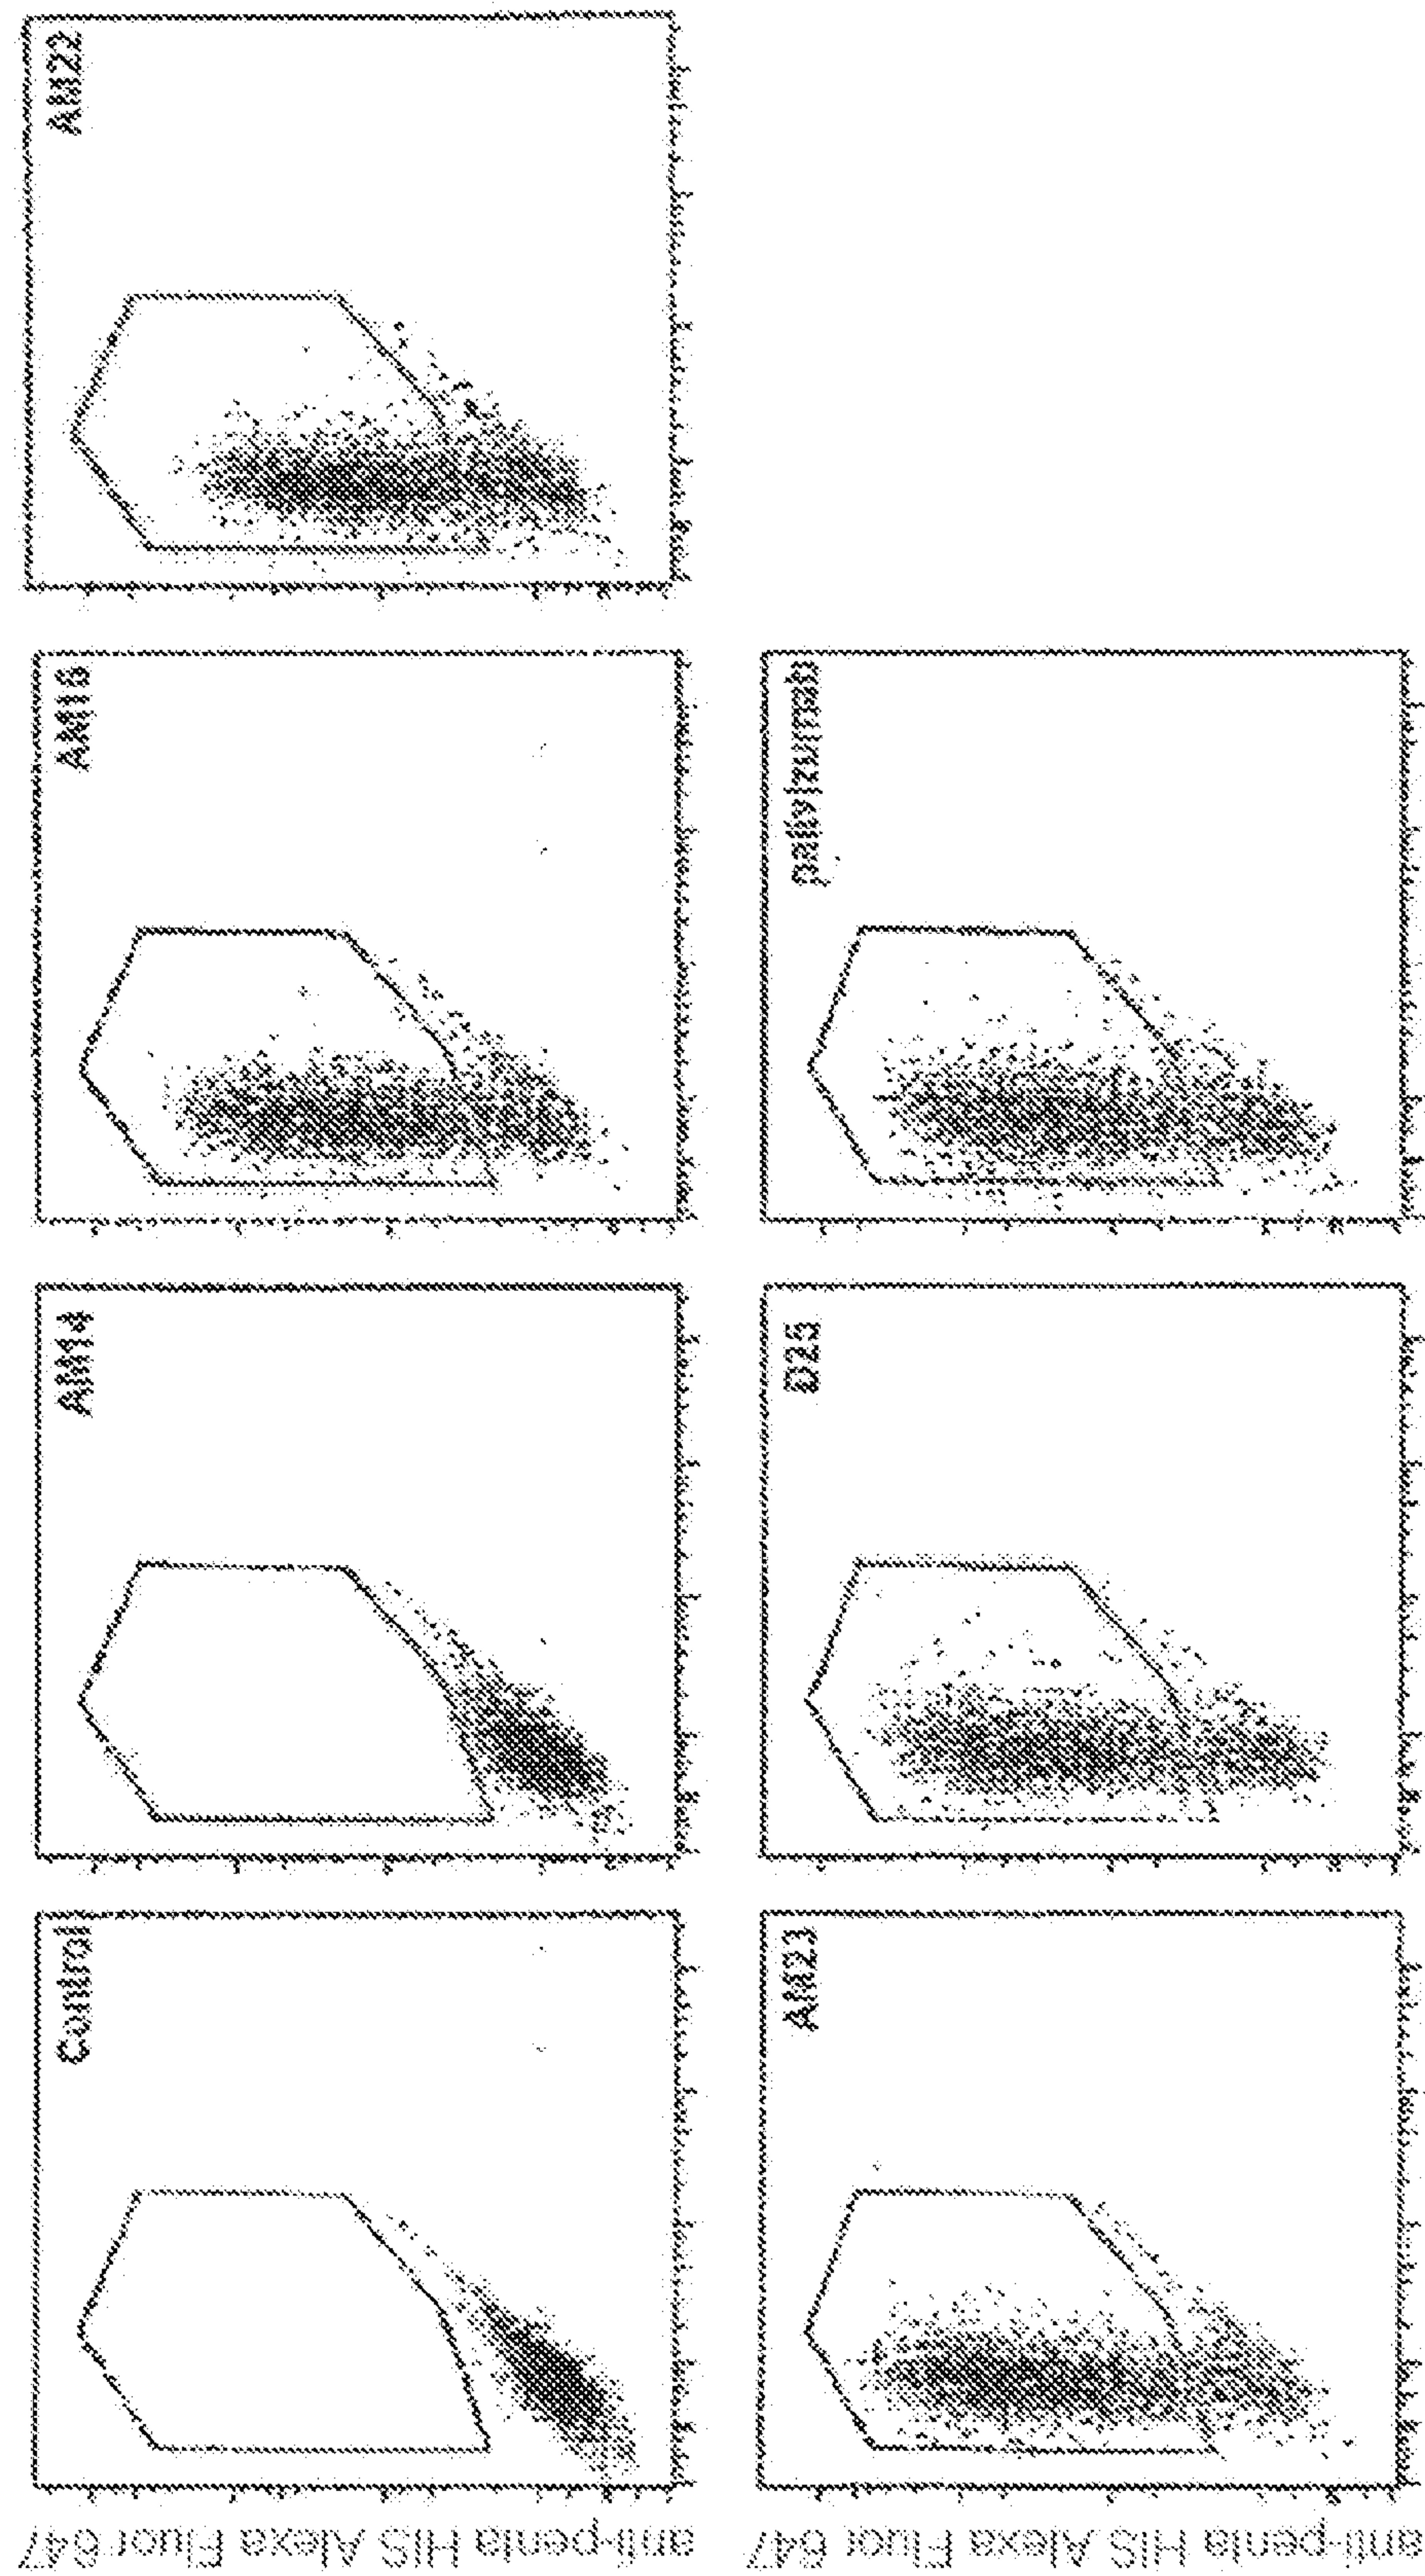 Control
AM14
AM16
AM22
anti-penta HIS Alexa Fluor 647
AM23
D25
palivizumab
anti-penta HIS Alexa Fluor 647